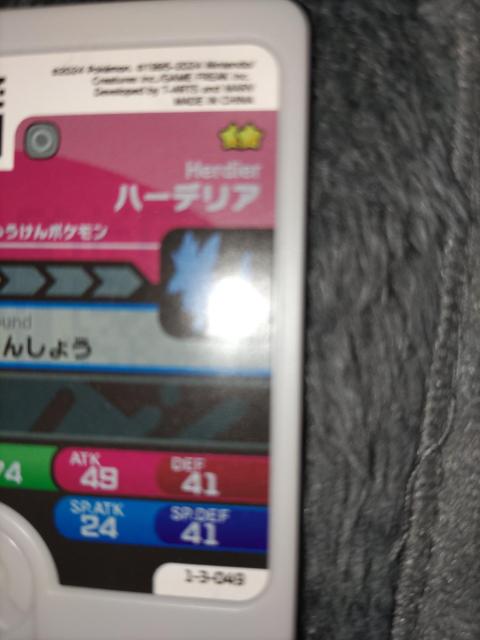 ©2024 Pokémon. ©1995-2024 Nintendo/
Creatures Inc./GAME FREAK inc.
Developed by T-ARTS and MARV
MADE IN CHINA
Herdier
ハーデリア
ゅうけんポケモン
ound
んしょう
74
ATK
49
DEF
41
SP.ATK
24
SP.DEF
41
1-3-049